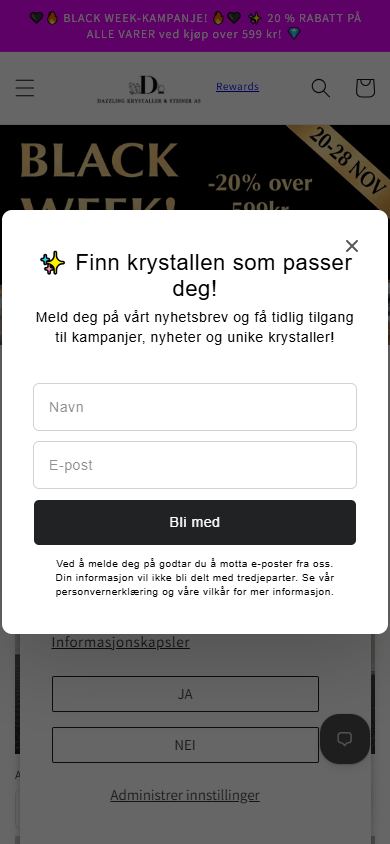 🖤🔥 BLACK WEEK-KAMPANJE! 🔥🖤 ✨ 20 % RABATT PÅ
ALLE VARER ved kjøp over 599 kr! 💎
D
DAZZLING KRYSTALLER & STEINER AS
Rewards
BLACK
WEEK!
-20% over
599kr
20-28 NOV
✨ Finn krystallen som passer
deg!
Meld deg på vårt nyhetsbrev og få tidlig tilgang
til kampanjer, nyheter og unike krystaller!
Navn
E-post
Bli med
Ved å melde deg på godtar du å motta e-poster fra oss.
Din informasjon vil ikke bli delt med tredjeparter. Se vår
personvernerklæring og våre vilkår for mer informasjon.
Informasjonskapsler
JA
NEI
Administrer innstillinger